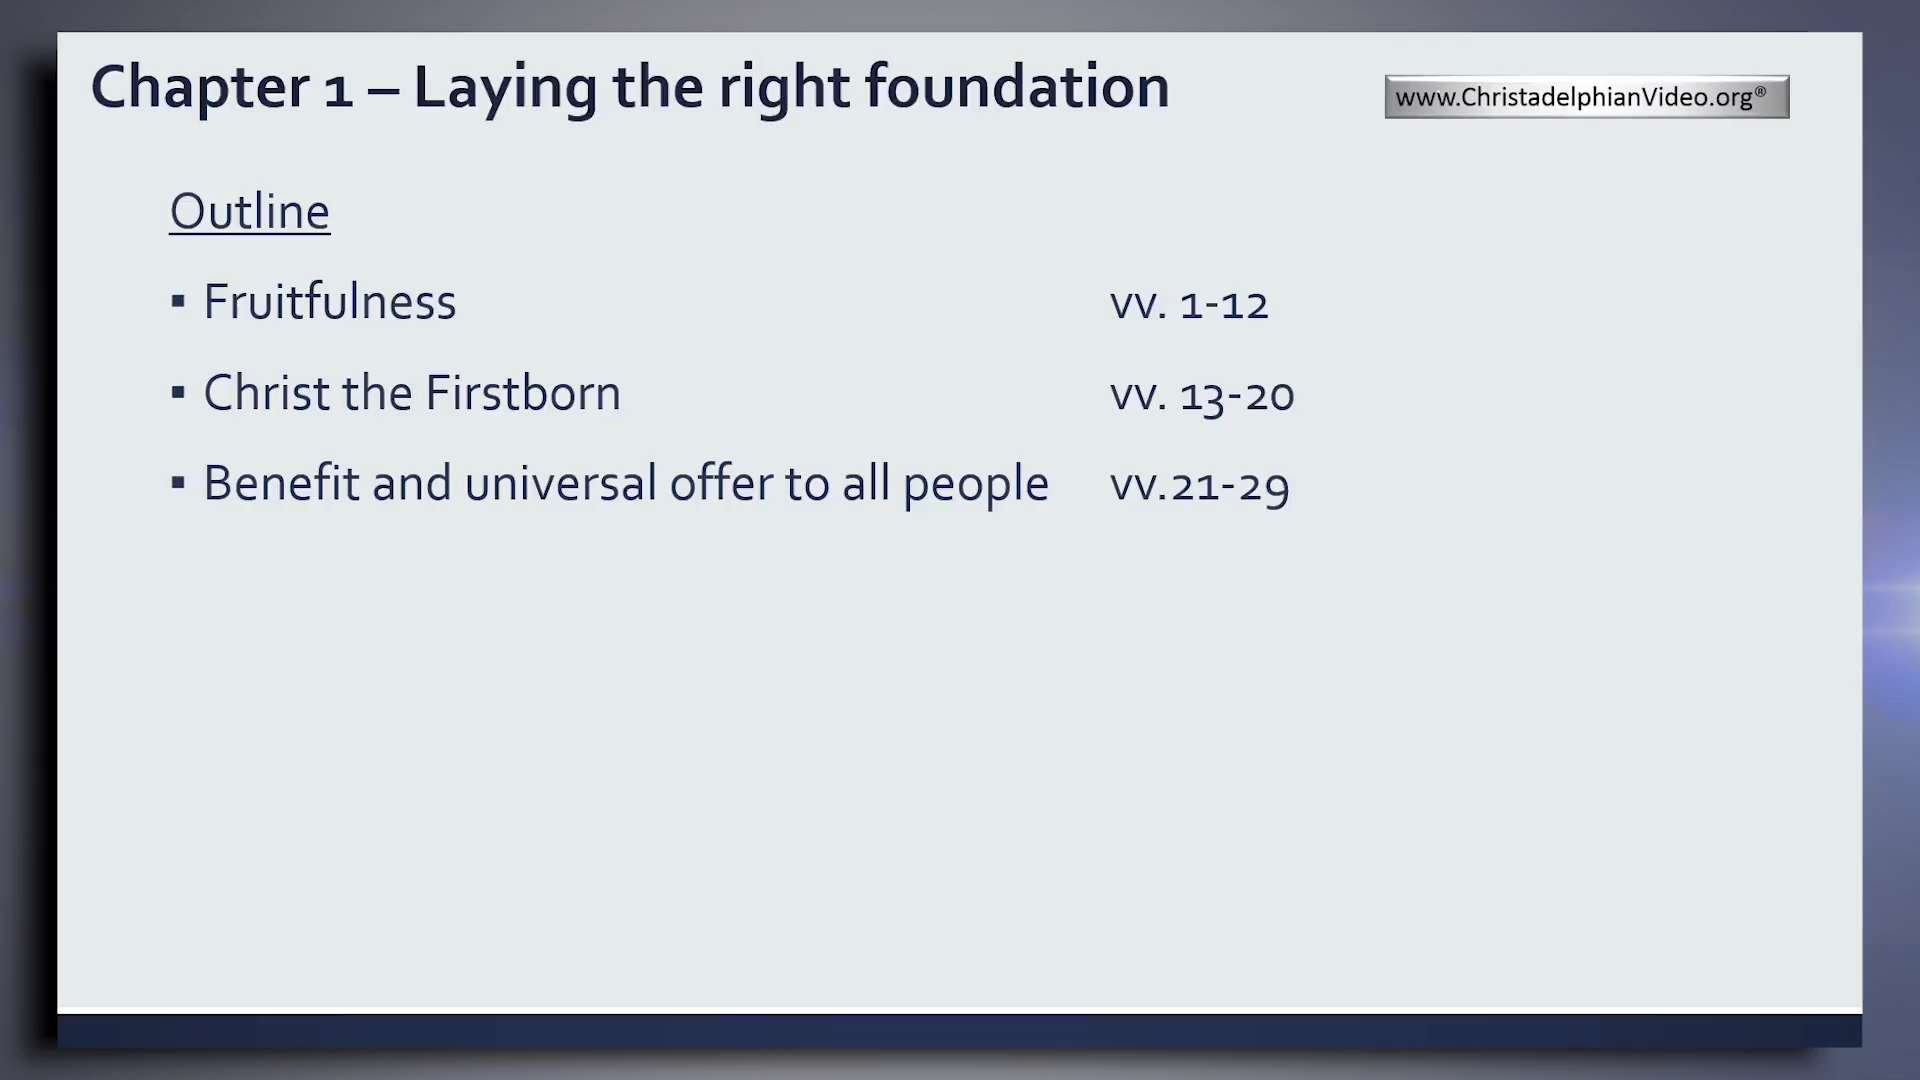 Chapter 1 – Laying the right foundation
www.ChristadelphianVideo.org®
Outline
▪ Fruitfulness vv. 1-12
▪ Christ the Firstborn vv. 13-20
▪ Benefit and universal offer to all people vv.21-29